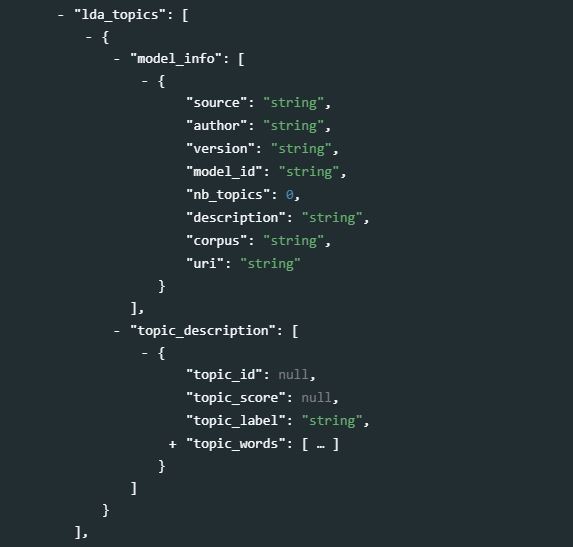 - "lda_topics": [
- {
- "model_info": [
- {
"source": "string",
"author": "string",
"version": "string",
"model_id": "string",
"nb_topics": 0,
"description": "string",
"corpus": "string",
"uri": "string"
}
],
- "topic_description": [
- {
"topic_id": null,
"topic_score": null,
"topic_label": "string",
+ "topic_words": [ … ]
}
]
}
],